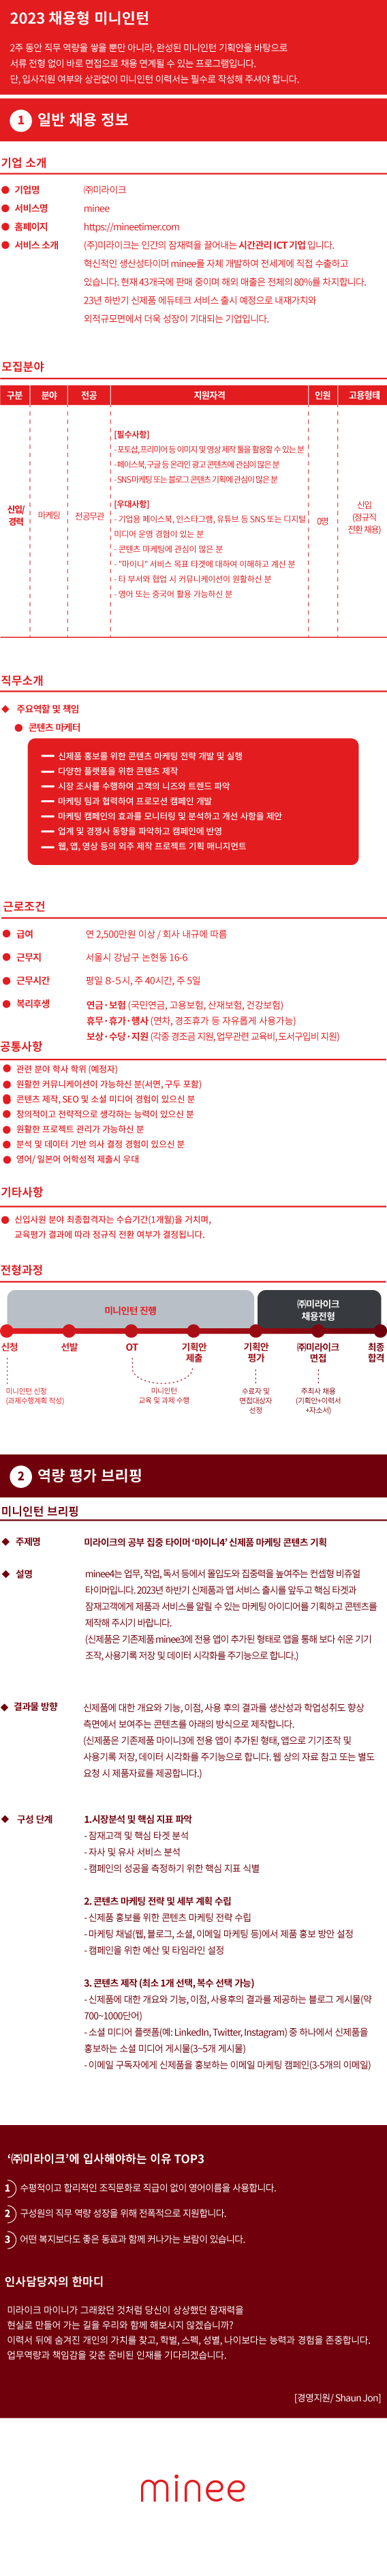 2023 채용형 미니인턴
2주 동안 직무 역량을 쌓을 뿐만 아니라, 완성된 미니인턴 기획안을 바탕으로
서류 전형 없이 바로 면접으로 채용 연계될 수 있는 프로그램입니다.
단, 입사지원 여부와 상관없이 미니인턴 이력서는 필수로 작성해 주셔야 합니다.
1 일반 채용 정보
기업 소개
기업명 ㈜미라이크
서비스명 minee
홈페이지 https://mineetimer.com
서비스 소개 (주)미라이크는 인간의 잠재력을 끌어내는 시간관리 ICT 기업 입니다.
혁신적인 생산성타이머 minee를 자체 개발하여 전세계에 직접 수출하고
있습니다. 현재 43개국에 판매 중이며 해외 매출은 전체의 80%를 차지합니다.
23년 하반기 신제품 에듀테크 서비스 출시 예정으로 내재가치와
외적규모면에서 더욱 성장이 기대되는 기업입니다.
모집분야
구분 분야 전공 지원자격 인원 고용형태
신입/
경력
마케팅
전공무관
[필수사항]
- 포토샵,프리미어 등 이미지 및 영상 제작 툴을 활용할 수 있는 분
- 페이스북, 구글 등 온라인 광고 콘텐츠에 관심이 많은 분
- SNS마케팅 또는 블로그 콘텐츠 기획에 관심이 많은 분
[우대사항]
- 기업용 페이스북, 인스타그램, 유튜브 등 SNS 또는 디지털
미디어 운영 경험이 있는 분
- 콘텐츠 마케팅에 관심이 많은 분
- "마이니" 서비스 목표 타겟에 대하여 이해하고 계신 분
- 타 부서와 협업 시 커뮤니케이션이 원활하신 분
- 영어 또는 중국어 활용 가능하신 분
0명
신입
(정규직
전환 채용)
직무소개
주요역할 및 책임
콘텐츠 마케터
신제품 홍보를 위한 콘텐츠 마케팅 전략 개발 및 실행
다양한 플랫폼을 위한 콘텐츠 제작
시장 조사를 수행하여 고객의 니즈와 트렌드 파악
마케팅 팀과 협력하여 프로모션 캠페인 개발
마케팅 캠페인의 효과를 모니터링 및 분석하고 개선 사항을 제안
업계 및 경쟁사 동향을 파악하고 캠페인에 반영
웹, 앱, 영상 등의 외주 제작 프로젝트 기획 매니지먼트
근로조건
급여 연 2,500만원 이상 / 회사 내규에 따름
근무지 서울시 강남구 논현동 16-6
근무시간 평일 8-5시, 주 40시간, 주 5일
복리후생 연금·보험 (국민연금, 고용보험, 산재보험, 건강보험)
휴무·휴가·행사 (연차, 경조휴가 등 자유롭게 사용가능)
보상·수당·지원 (각종 경조금 지원, 업무관련 교육비, 도서구입비 지원)
공통사항
관련 분야 학사 학위 (예정자)
원활한 커뮤니케이션이 가능하신 분(서면, 구두 포함)
콘텐츠 제작, SEO 및 소셜 미디어 경험이 있으신 분
창의적이고 전략적으로 생각하는 능력이 있으신 분
원활한 프로젝트 관리가 가능하신 분
분석 및 데이터 기반 의사 결정 경험이 있으신 분
영어/ 일본어 어학성적 제출시 우대
기타사항
신입사원 분야 최종합격자는 수습기간(1개월)을 거치며,
교육평가 결과에 따라 정규직 전환 여부가 결정됩니다.
전형과정
미니인턴 진행
㈜미라이크
채용전형
신청 선발 OT 기획안
제출
기획안
평가
㈜미라이크
면접
최종
합격
미니인턴 신청
(과제수행계획 작성)
미니인턴
교육 및 과제 수행
수료자 및
면접대상자
선정
주최사 채용
(기획안+이력서
+자소서)
2 역량 평가 브리핑
미니인턴 브리핑
주제명 미라이크의 공부 집중 타이머 '마이니4' 신제품 마케팅 콘텐츠 기획
설명 minee4는 업무, 작업, 독서 등에서 몰입도와 집중력을 높여주는 컨셉형 비쥬얼
타이머입니다. 2023년 하반기 신제품과 앱 서비스 출시를 앞두고 핵심 타겟과
잠재고객에게 제품과 서비스를 알릴 수 있는 마케팅 아이디어를 기획하고 콘텐츠를
제작해 주시기 바랍니다.
(신제품은 기존제품 minee3에 전용 앱이 추가된 형태로 앱을 통해 보다 쉬운 기기
조작, 사용기록 저장 및 데이터 시각화를 주기능으로 합니다.)
결과물 방향 신제품에 대한 개요와 기능, 이점, 사용 후의 결과를 생산성과 학업성취도 향상
측면에서 보여주는 콘텐츠를 아래의 방식으로 제작합니다.
(신제품은 기존제품 마이니3에 전용 앱이 추가된 형태, 앱으로 기기조작 및
사용기록 저장, 데이터 시각화를 주기능으로 합니다. 웹 상의 자료 참고 또는 별도
요청 시 제품자료를 제공합니다.)
구성 단계 1.시장분석 및 핵심 지표 파악
- 잠재고객 및 핵심 타겟 분석
- 자사 및 유사 서비스 분석
- 캠페인의 성공을 측정하기 위한 핵심 지표 식별
2. 콘텐츠 마케팅 전략 및 세부 계획 수립
- 신제품 홍보를 위한 콘텐츠 마케팅 전략 수립
- 마케팅 채널(웹, 블로그, 소셜, 이메일 마케팅 등)에서 제품 홍보 방안 설정
- 캠페인을 위한 예산 및 타임라인 설정
3. 콘텐츠 제작 (최소 1개 선택, 복수 선택 가능)
- 신제품에 대한 개요와 기능, 이점, 사용후의 결과를 제공하는 블로그 게시물(약
700~1000단어)
- 소셜 미디어 플랫폼(예: LinkedIn, Twitter, Instagram) 중 하나에서 신제품을
홍보하는 소셜 미디어 게시물(3~5개 게시물)
- 이메일 구독자에게 신제품을 홍보하는 이메일 마케팅 캠페인(3-5개의 이메일)
'㈜미라이크'에 입사해야하는 이유 TOP3
1 수평적이고 합리적인 조직문화로 직급이 없이 영어이름을 사용합니다.
2 구성원의 직무 역량 성장을 위해 전폭적으로 지원합니다.
3 어떤 복지보다도 좋은 동료과 함께 커나가는 보람이 있습니다.
인사담당자의 한마디
미라이크 마이니가 그래왔던 것처럼 당신이 상상했던 잠재력을
현실로 만들어 가는 길을 우리와 함께 해보시지 않겠습니까?
이력서 뒤에 숨겨진 개인의 가치를 찾고, 학벌, 스펙, 성별, 나이보다는 능력과 경험을 존중합니다.
업무역량과 책임감을 갖춘 준비된 인재를 기다리겠습니다.
[경영지원/ Shaun Jon]
minee